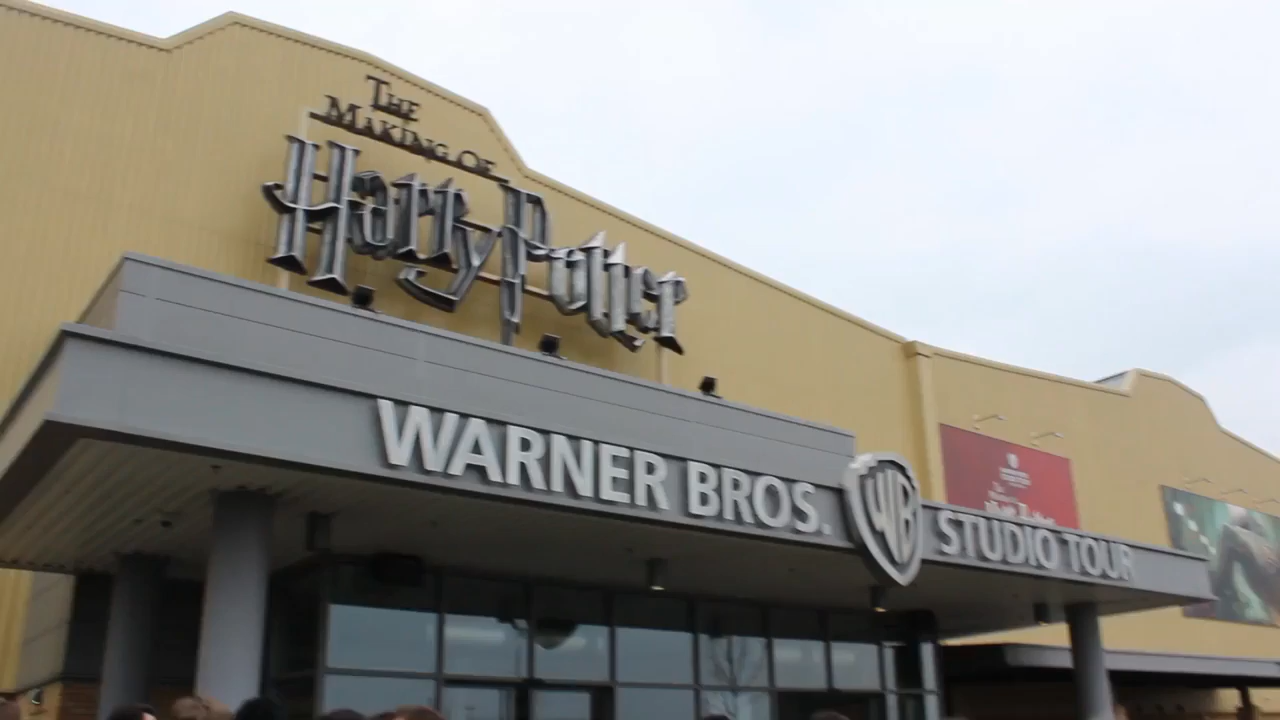 The
Making of
Harry Potter
WARNER BROS.
WB
STUDIO TOUR